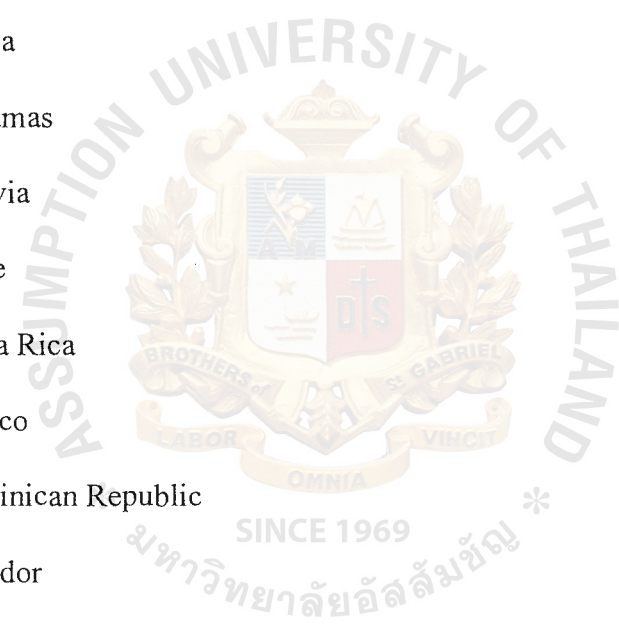 a
UNIVERSITY OF THAILAND
amas
ASSUMPTION
via
A M
e
D S
a Rica
BROTHERS of St GABRIEL
co
LABOR VINCIT
OMNIA
inican Republic
SINCE 1969
dor
มหาวิทยาลัยอัสสัมชัญ